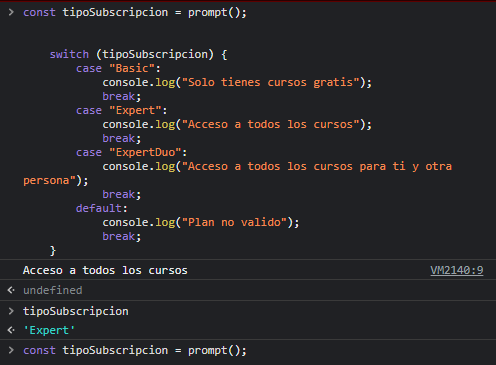 const tipoSubscripcion = prompt();
switch (tipoSubscripcion) {
case "Basic":
console.log("Solo tienes cursos gratis");
break;
case "Expert":
console.log("Acceso a todos los cursos");
break;
case "ExpertDuo":
console.log("Acceso a todos los cursos para ti y otra
persona");
break;
default:
console.log("Plan no valido");
break;
}
Acceso a todos los cursos VM2140:9
undefined
tipoSubscripcion
'Expert'
const tipoSubscripcion = prompt();